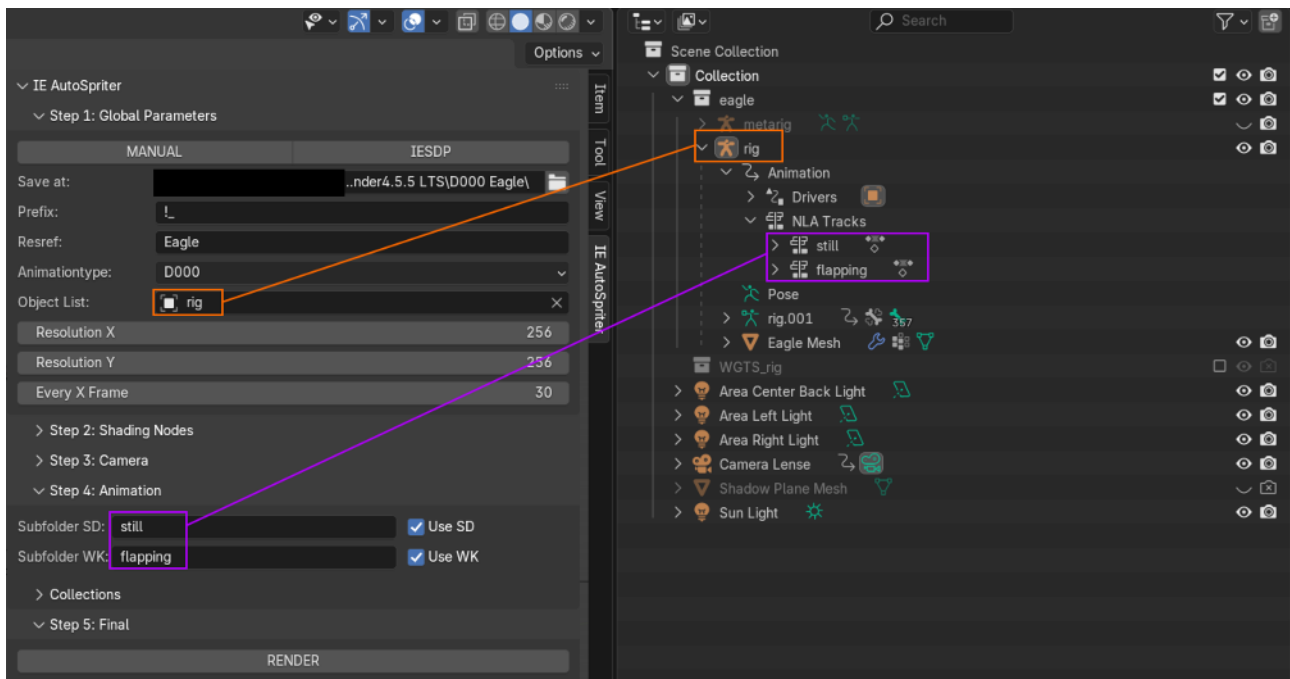 Options
IE AutoSpriter
Step 1: Global Parameters
MANUAL IESDP
Save at: ..nder4.5.5 LTS\D000 Eagle\
Prefix: !_
Resref: Eagle
Animationtype: D000
Object List: rig
Resolution X 256
Resolution Y 256
Every X Frame 30
Step 2: Shading Nodes
Step 3: Camera
Step 4: Animation
Subfolder SD: still Use SD
Subfolder WK: flapping Use WK
Collections
Step 5: Final
RENDER
Item
Tool
View
IE AutoSpriter
Search
Scene Collection
Collection
eagle
metarig
rig
Animation
Drivers
NLA Tracks
still
flapping
Pose
rig.001 357
Eagle Mesh
WGTS_rig
Area Center Back Light
Area Left Light
Area Right Light
Camera Lense
Shadow Plane Mesh
Sun Light